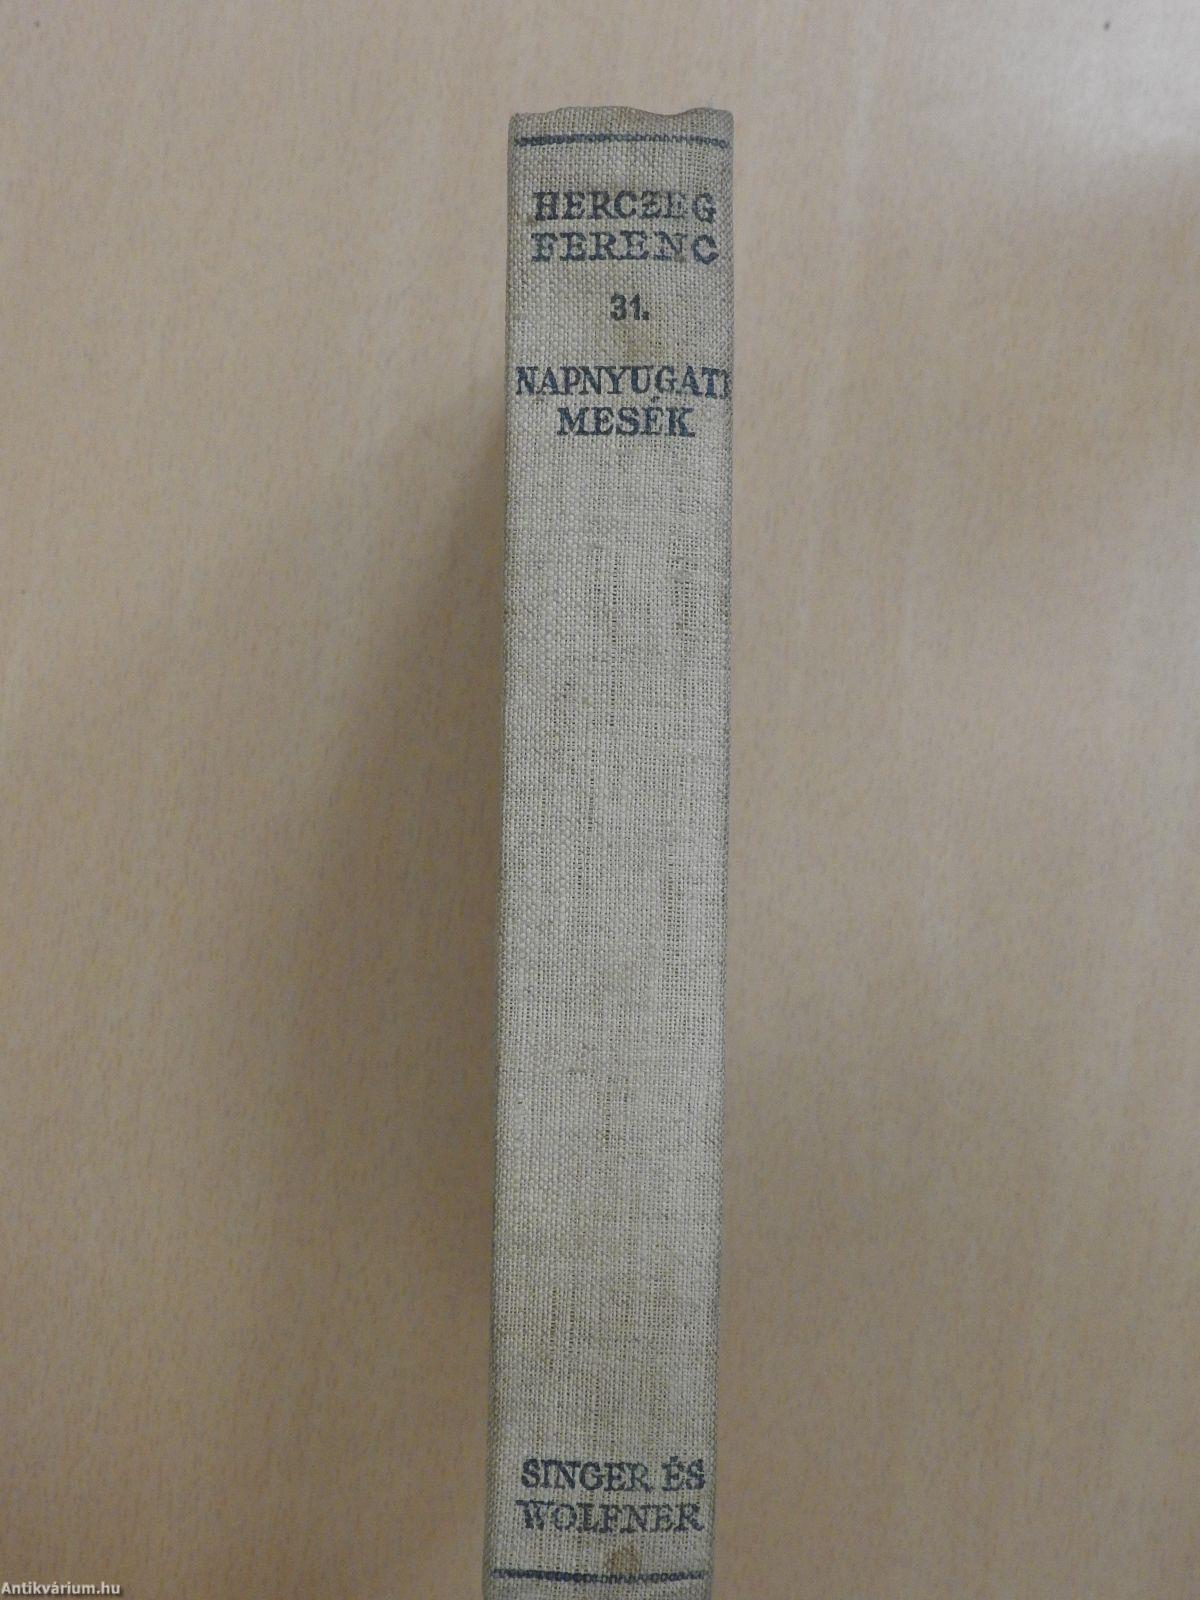 HERCZEG
FERENC
31.
NAPNYUGATI
MESÉK
SINGER ÉS
WOLFNER
Antikvárium.hu